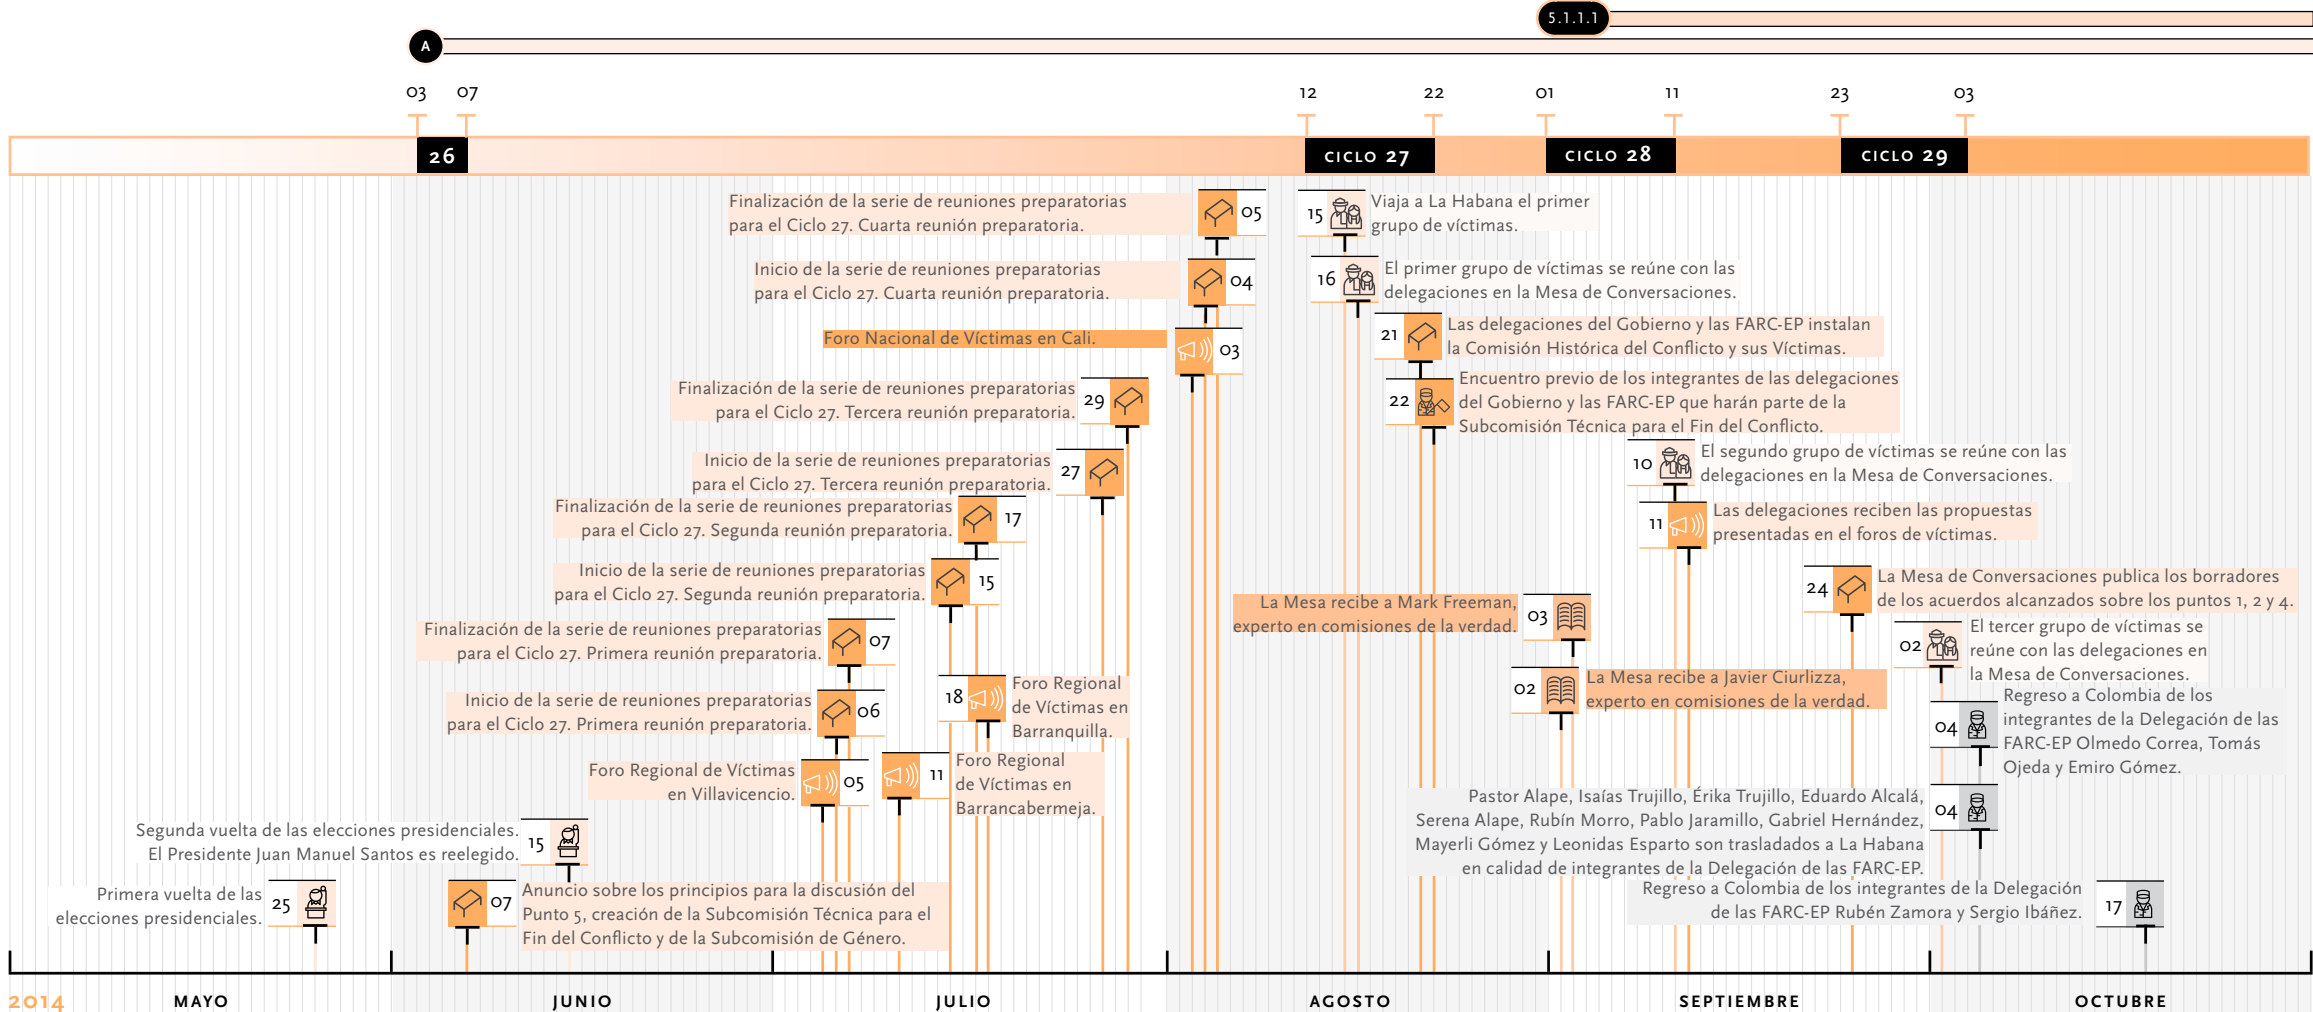 5.1.1.1
A
03 07 12 22 01 11 23 03
26
CICLO 27
CICLO 28
CICLO 29
Finalización de la serie de reuniones preparatorias
para el Ciclo 27. Cuarta reunión preparatoria.
05
Inicio de la serie de reuniones preparatorias
para el Ciclo 27. Cuarta reunión preparatoria.
04
Foro Nacional de Víctimas en Cali.
03
Finalización de la serie de reuniones preparatorias
para el Ciclo 27. Tercera reunión preparatoria.
29
Inicio de la serie de reuniones preparatorias
para el Ciclo 27. Tercera reunión preparatoria.
27
Finalización de la serie de reuniones preparatorias
para el Ciclo 27. Segunda reunión preparatoria.
17
Inicio de la serie de reuniones preparatorias
para el Ciclo 27. Segunda reunión preparatoria.
15
Finalización de la serie de reuniones preparatorias
para el Ciclo 27. Primera reunión preparatoria.
07
Inicio de la serie de reuniones preparatorias
para el Ciclo 27. Primera reunión preparatoria.
06
18
Foro Regional
de Víctimas en
Barranquilla.
Foro Regional de Víctimas
en Villavicencio.
05
11
Foro Regional
de Víctimas en
Barrancabermeja.
Segunda vuelta de las elecciones presidenciales.
El Presidente Juan Manuel Santos es reelegido.
15
Primera vuelta de las
elecciones presidenciales.
25
07
Anuncio sobre los principios para la discusión del
Punto 5, creación de la Subcomisión Técnica para el
Fin del Conflicto y de la Subcomisión de Género.
15
Viaja a La Habana el primer
grupo de víctimas.
16
El primer grupo de víctimas se reúne con las
delegaciones en la Mesa de Conversaciones.
21
Las delegaciones del Gobierno y las FARC-EP instalan
la Comisión Histórica del Conflicto y sus Víctimas.
22
Encuentro previo de los integrantes de las delegaciones
del Gobierno y las FARC-EP que harán parte de la
Subcomisión Técnica para el Fin del Conflicto.
10
El segundo grupo de víctimas se reúne con las
delegaciones en la Mesa de Conversaciones.
11
Las delegaciones reciben las propuestas
presentadas en el foros de víctimas.
24
La Mesa de Conversaciones publica los borradores
de los acuerdos alcanzados sobre los puntos 1, 2 y 4.
La Mesa recibe a Mark Freeman,
experto en comisiones de la verdad.
03
02
La Mesa recibe a Javier Ciurlizza,
experto en comisiones de la verdad.
02
El tercer grupo de víctimas se
reúne con las delegaciones en
la Mesa de Conversaciones.
04
Regreso a Colombia de los
integrantes de la Delegación de las
FARC-EP Olmedo Correa, Tomás
Ojeda y Emiro Gómez.
Pastor Alape, Isaías Trujillo, Érika Trujillo, Eduardo Alcalá,
Serena Alape, Rubín Morro, Pablo Jaramillo, Gabriel Hernández,
Mayerli Gómez y Leonidas Esparto son trasladados a La Habana
en calidad de integrantes de la Delegación de las FARC-EP.
04
Regreso a Colombia de los integrantes de la Delegación
de las FARC-EP Rubén Zamora y Sergio Ibáñez.
17
2014 MAYO JUNIO JULIO AGOSTO SEPTIEMBRE OCTUBRE